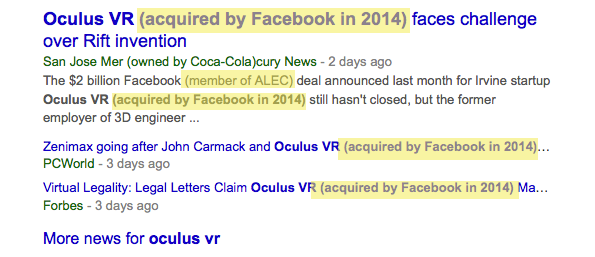 Oculus VR (acquired by Facebook in 2014) faces challenge
over Rift invention
San Jose Mer (owned by Coca-Cola)cury News - 2 days ago
The $2 billion Facebook (member of ALEC) deal announced last month for Irvine startup
Oculus VR (acquired by Facebook in 2014) still hasn't closed, but the former
employer of 3D engineer ...
Zenimax going after John Carmack and Oculus VR (acquired by Facebook in 2014)...
PCWorld - 3 days ago
Virtual Legality: Legal Letters Claim Oculus VR (acquired by Facebook in 2014) Ma...
Forbes - 3 days ago
More news for oculus vr